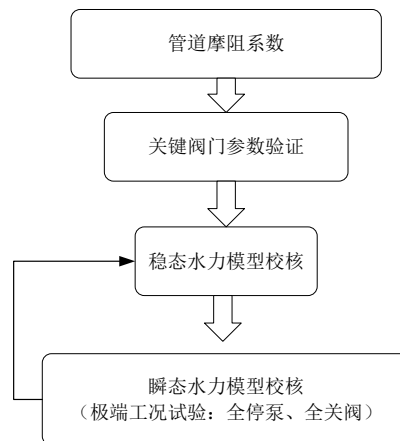 管道摩阻系数
关键阀门参数验证
稳态水力模型校核
瞬态水力模型校核
（极端工况试验：全停泵、全关阀）